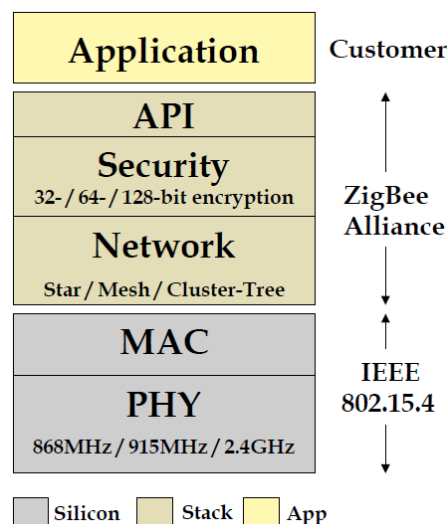 Application
Customer
API
Security
32- / 64- / 128-bit encryption
ZigBee
Alliance
Network
Star / Mesh / Cluster-Tree
MAC
IEEE
802.15.4
PHY
868MHz / 915MHz / 2.4GHz
Silicon
Stack
App